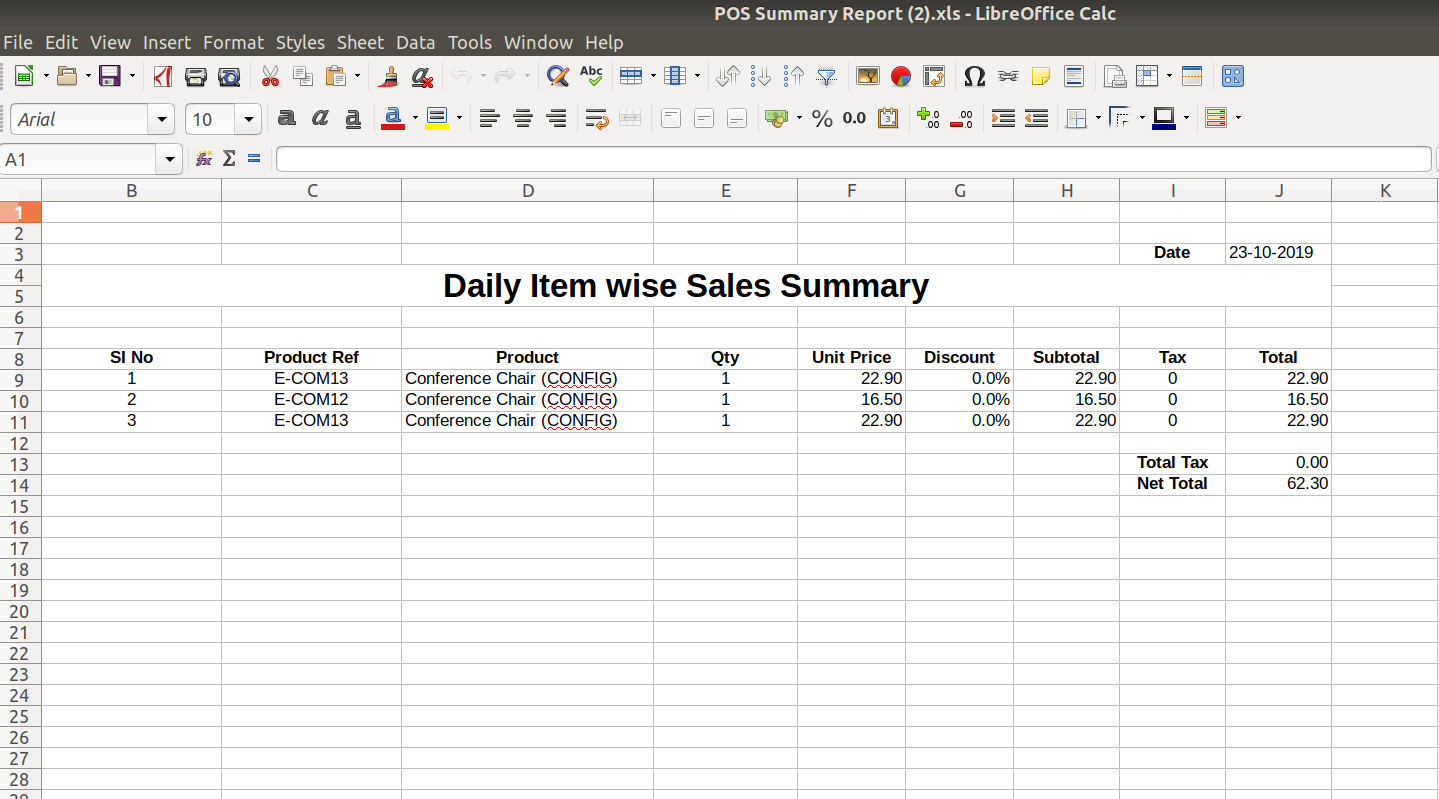 POS Summary Report (2).xls - LibreOffice Calc
File Edit View Insert Format Styles Sheet Data Tools Window Help
Abc
Arial 10 a a a a % 0.0
A1 fx Σ =
B C D E F G H I J K
1
2
3 Date 23-10-2019
4
Daily Item wise Sales Summary
5
6
7
8 Sl No Product Ref Product Qty Unit Price Discount Subtotal Tax Total
9 1 E-COM13 Conference Chair (CONFIG) 1 22.90 0.0% 22.90 0 22.90
10 2 E-COM12 Conference Chair (CONFIG) 1 16.50 0.0% 16.50 0 16.50
11 3 E-COM13 Conference Chair (CONFIG) 1 22.90 0.0% 22.90 0 22.90
12
13 Total Tax 0.00
14 Net Total 62.30
15
16
17
18
19
20
21
22
23
24
25
26
27
28